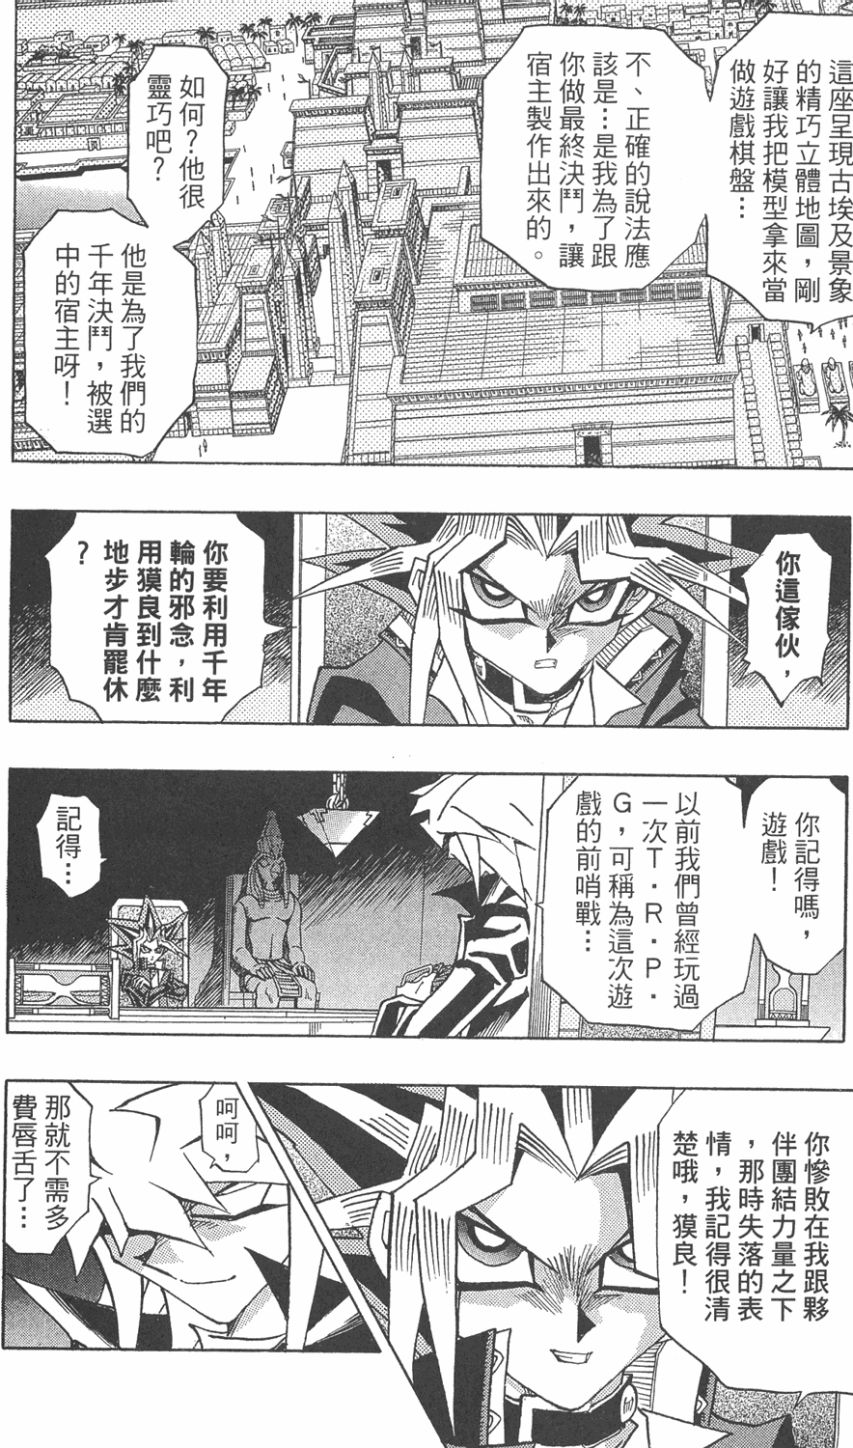 這座呈現古埃及景象
的精巧立體地圖，剛
好讓我把模型拿來當
做遊戲棋盤…
不、正確的說法應
該是…是我為了跟
你做最終決鬥，讓
宿主製作出來的。
如何？他很
靈巧吧？
他是為了我們的
千年決鬥，被選
中的宿主呀！
你這傢伙，
你要利用千年
輪的邪念，利
用獏良到什麼
地步才肯罷休
？
你記得嗎，
遊戲！
以前我們曾經玩過
一次T．R．P．
G，可稱為這次遊
戲的前哨戰…
記得…
你慘敗在我跟夥
伴團結力量之下
，那時失落的表
情，我記得很清
楚哦，獏良！
呵呵，
那就不需多
費唇舌了…